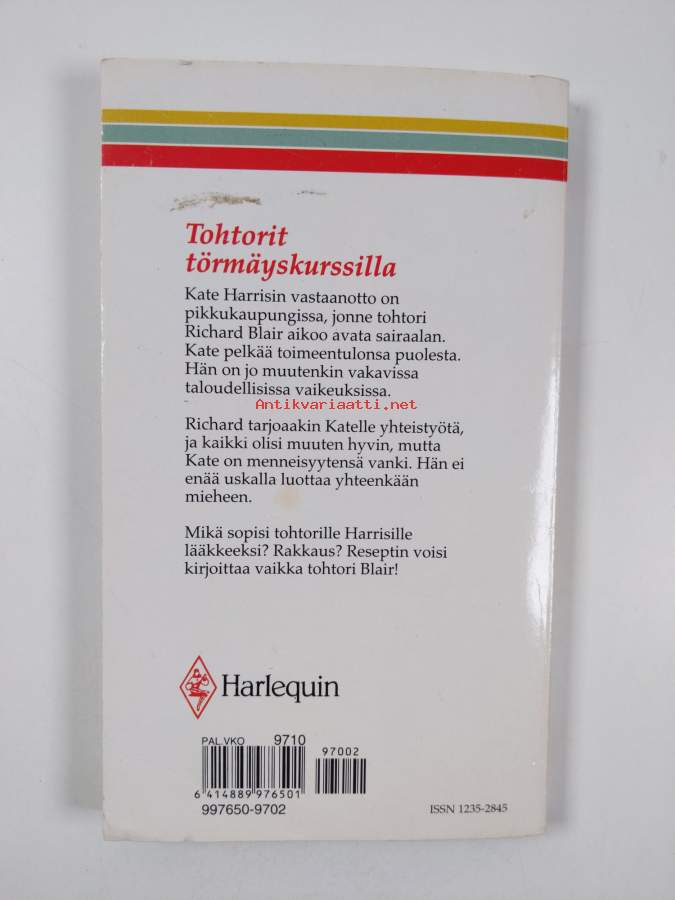 Tohtorit
törmäyskurssilla
Kate Harrisin vastaanotto on
pikkukaupungissa, jonne tohtori
Richard Blair aikoo avata sairaalan.
Kate pelkää toimeentulonsa puolesta.
Hän on jo muutenkin vakavissa
taloudellisissa vaikeuksissa.
Antikvariaatti.net
Richard tarjoaakin Katelle yhteistyötä,
ja kaikki olisi muuten hyvin, mutta
Kate on menneisyytensä vanki. Hän ei
enää uskalla luottaa yhteenkään
mieheen.
Mikä sopisi tohtorille Harrisille
lääkkeeksi? Rakkaus? Reseptin voisi
kirjoittaa vaikka tohtori Blair!
Harlequin
PAL.VKO 9710
97002
6 414889 976501
997650-9702
ISSN 1235-2845